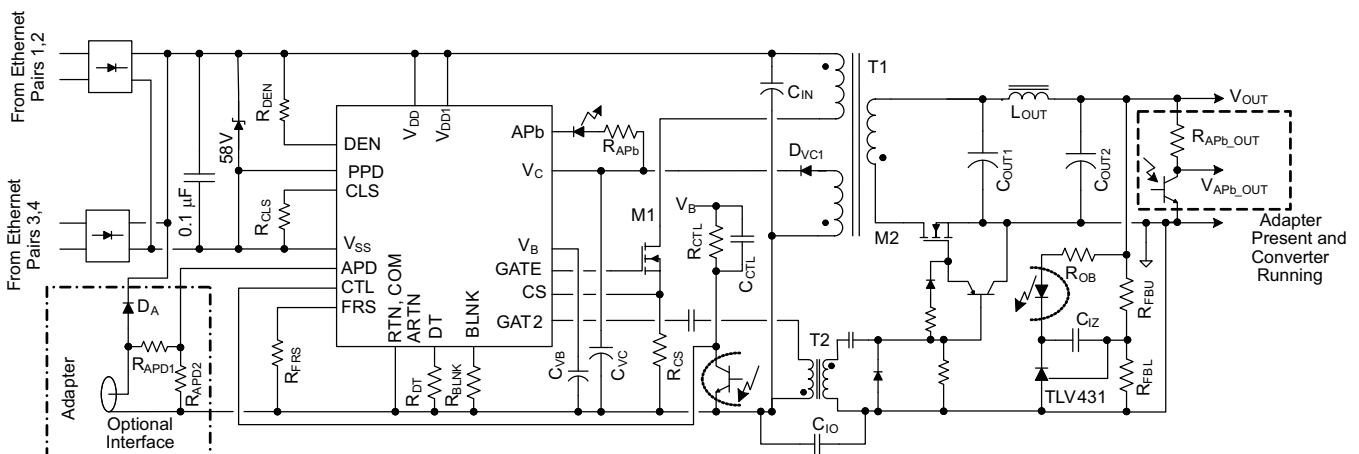 From Ethernet
Pairs 1,2
From Ethernet
Pairs 3,4
0.1 µF
58V
RDEN
RCLS
DEN
PPD
CLS
VSS
APD
CTL
FRS
VDD
VDD1
APb
VC
VB
GATE
CS
GAT2
RTN, COM
ARTN
DT
BLNK
RAPb
DVC1
CIN
T1
M1
VB
RCTL
CCTL
LOUT
COUT1
COUT2
VOUT
RAPb_OUT
VAPb_OUT
Adapter
Present and
Converter
Running
M2
ROB
RFBU
CIZ
RFBL
TLV431
T2
CIO
RCS
CVC
CVB
RBLNK
RDT
RFRS
DA
RAPD1
RAPD2
Adapter
Optional
Interface